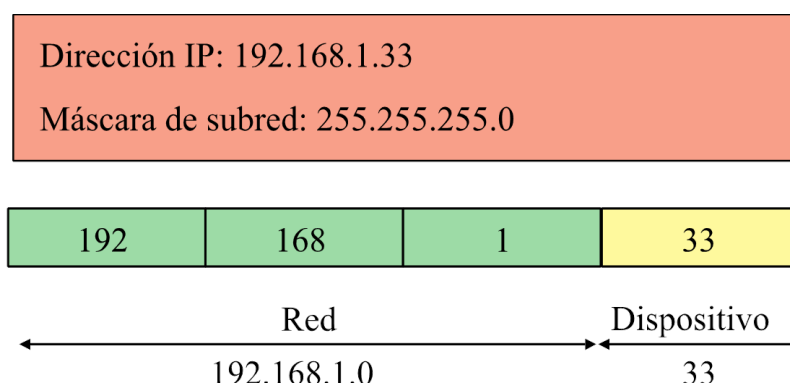 Dirección IP: 192.168.1.33
Máscara de subred: 255.255.255.0
192 168 1 33
Red Dispositivo
192.168.1.0 33